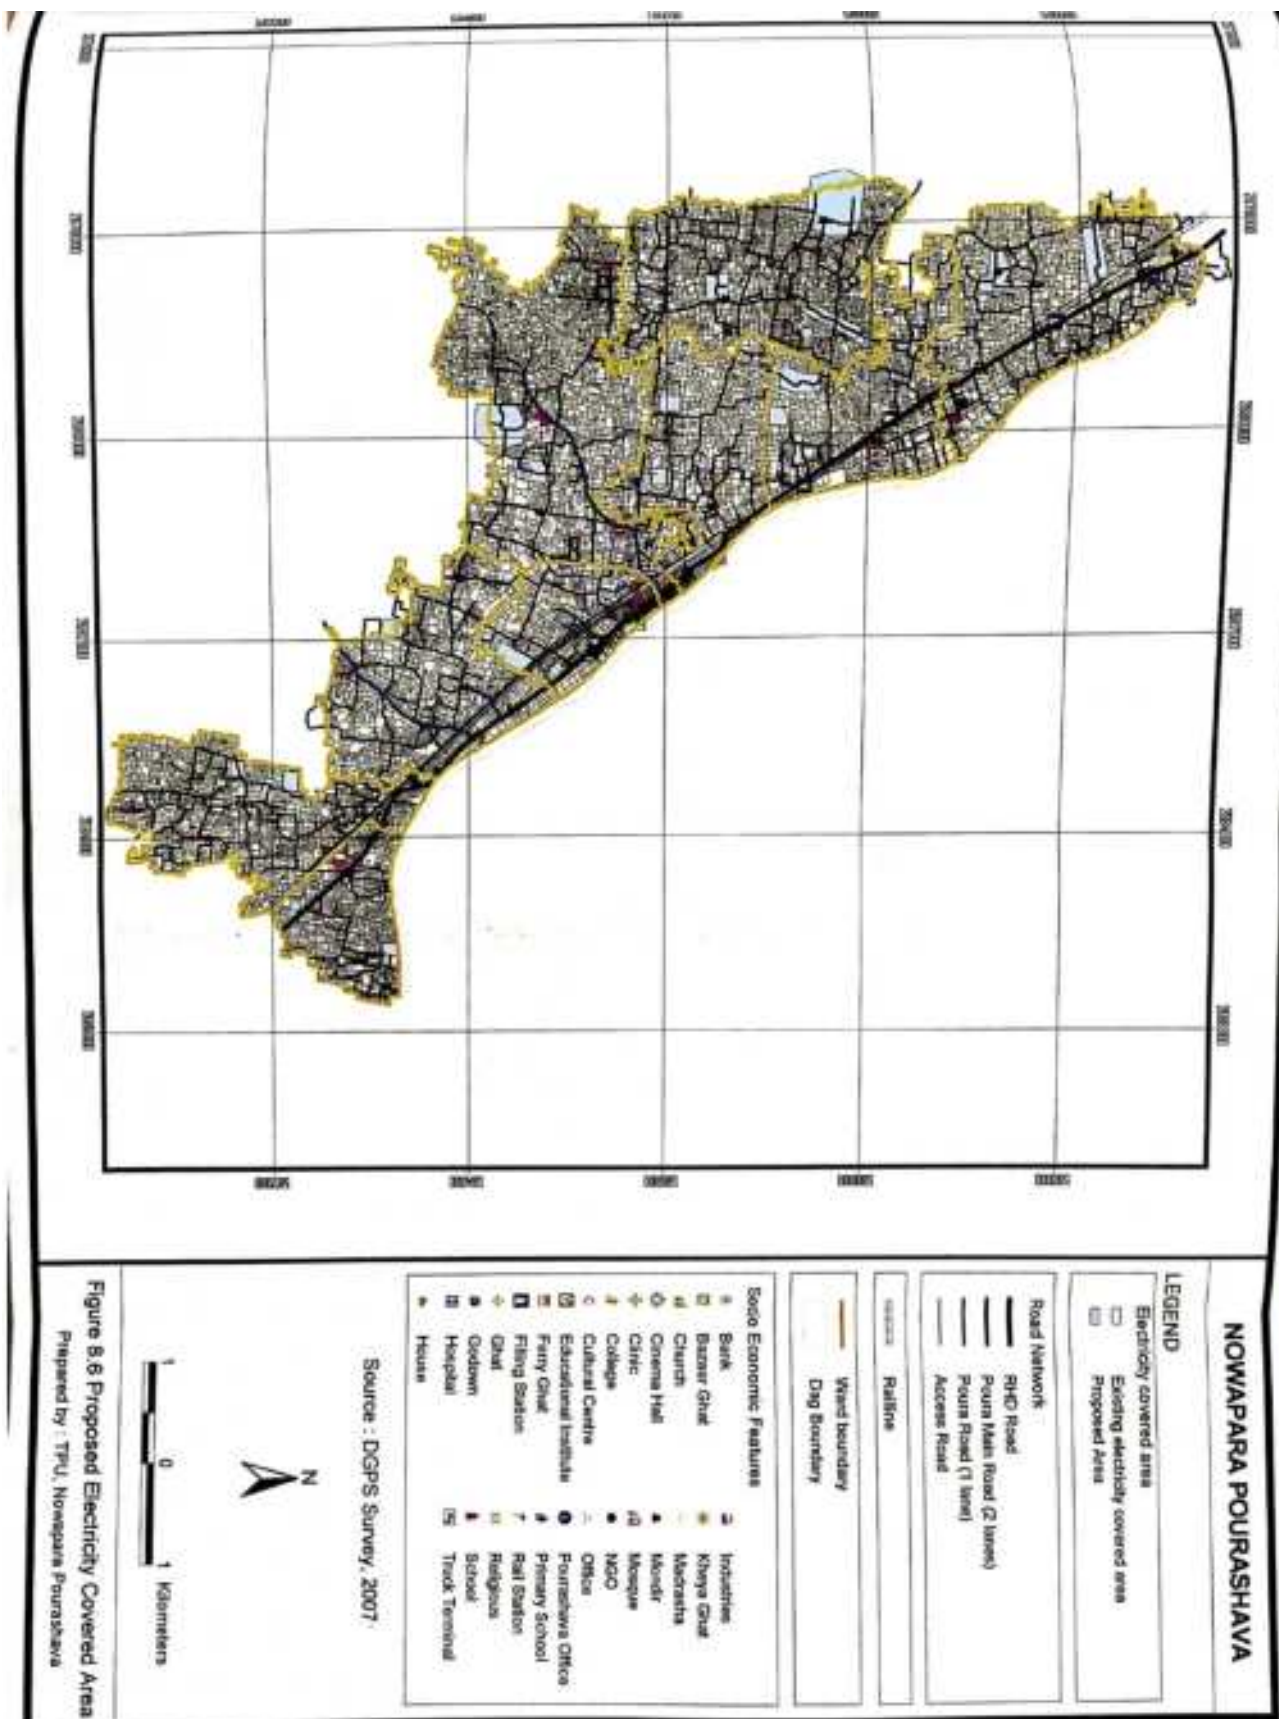 NOWAPARA POURASHAVA
LEGEND
Electricity covered area
Existing electricity covered area
Proposed Area
Road Network
RHD Road
Poura Main Road (2 lanes)
Poura Road (1 lane)
Access Road
Railline
Ward boundary
Dag Boundary
Socio Economic Features
Bank
Bazaar Ghat
Church
Cinema Hall
Clinic
College
Cultural Centre
Educational Institute
Ferry Ghat
Filling Station
Ghat
Godown
Hospital
House
Industries
Kheya Ghat
Madrasha
Mondir
Mosque
NGO
Office
Pourashava Office
Primary School
Rail Station
Religious
School
Truck Terminal
Source : DGPS Survey, 2007
N
1 0 1 Kilometers
Figure 8.6 Proposed Electricity Covered Area
Prepared by : TPU, Nowapara Pourashava